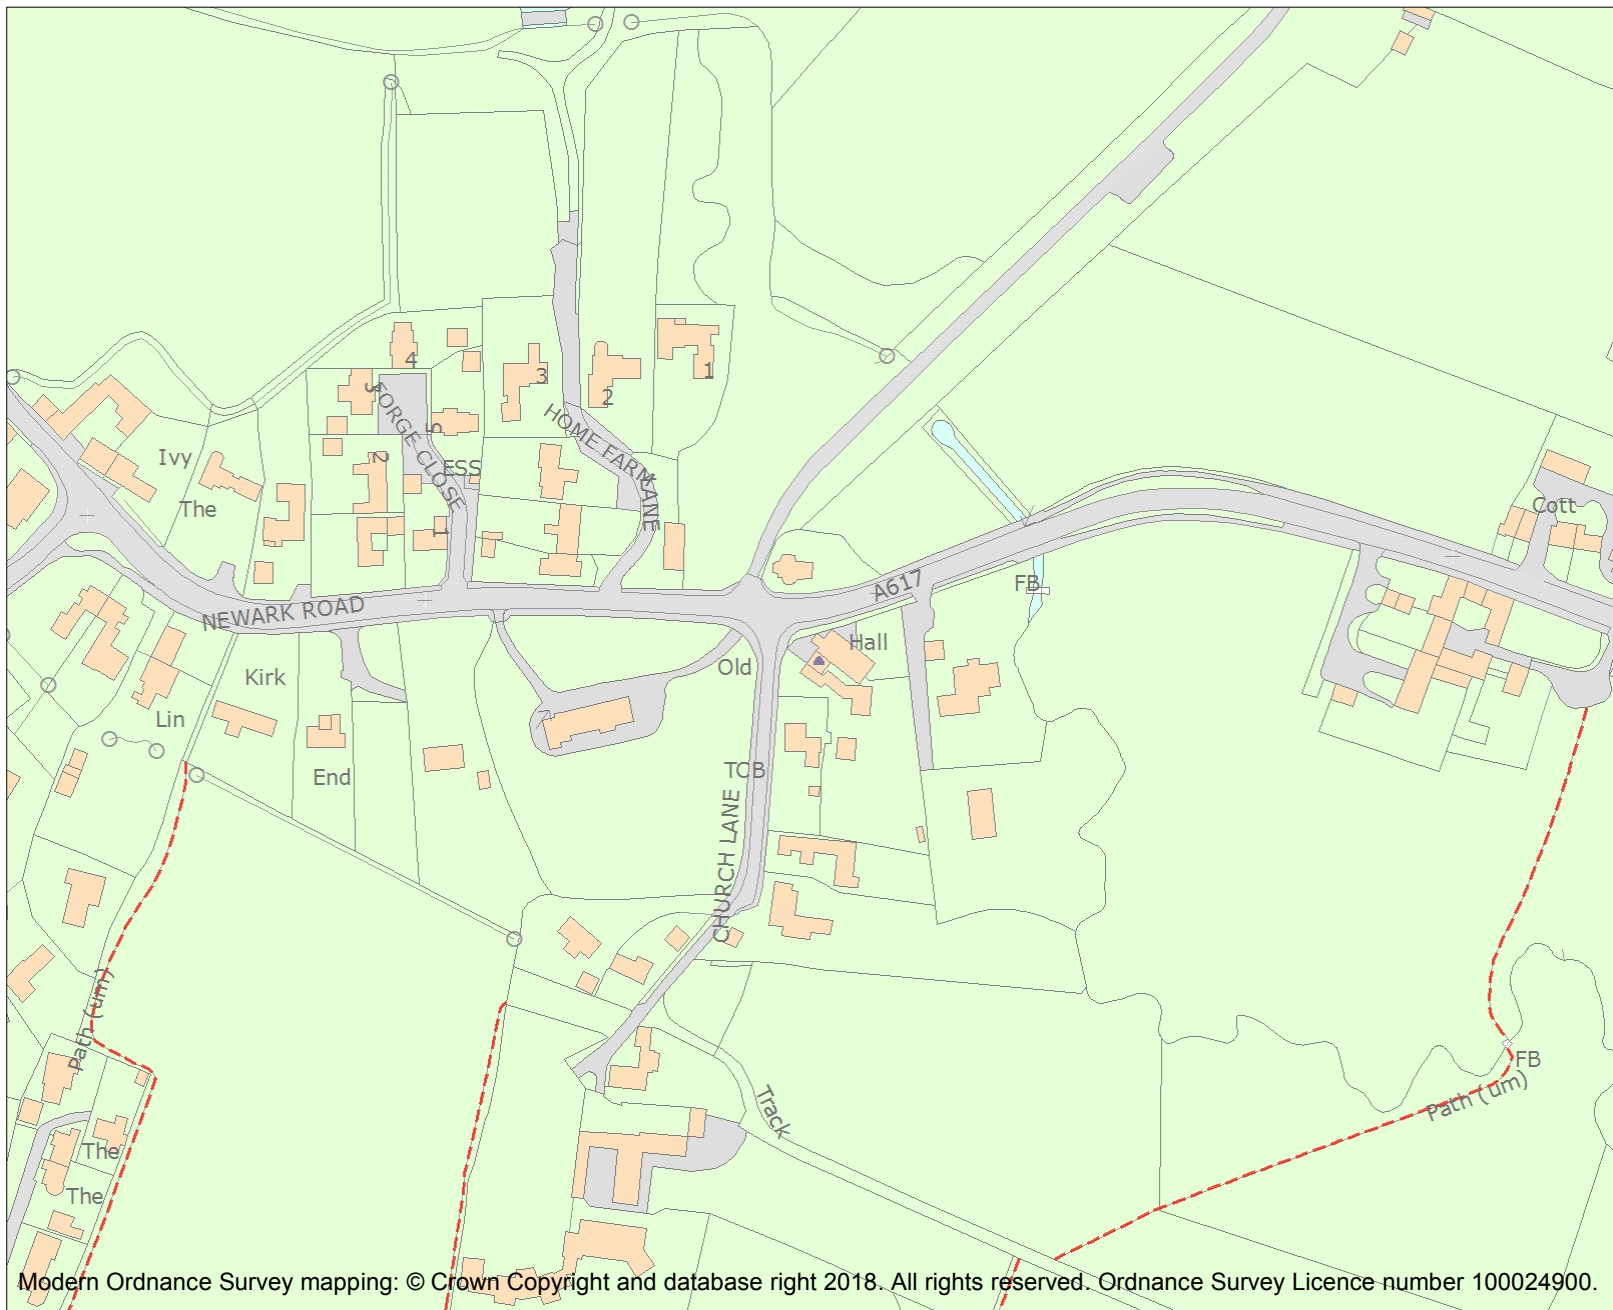 4
3
3
1
2
FORGE CLOSE
5
HOME FARM
LANE
Ivy
2
ESS
The
Cott
1
A617
FB
NEWARK ROAD
Hall
Old
Kirk
Lin
TCB
End
CHURCH LANE
Path (um)
FB
Path (um)
Track
The
The
Modern Ordnance Survey mapping: © Crown Copyright and database right 2018. All rights reserved. Ordnance Survey Licence number 100024900.